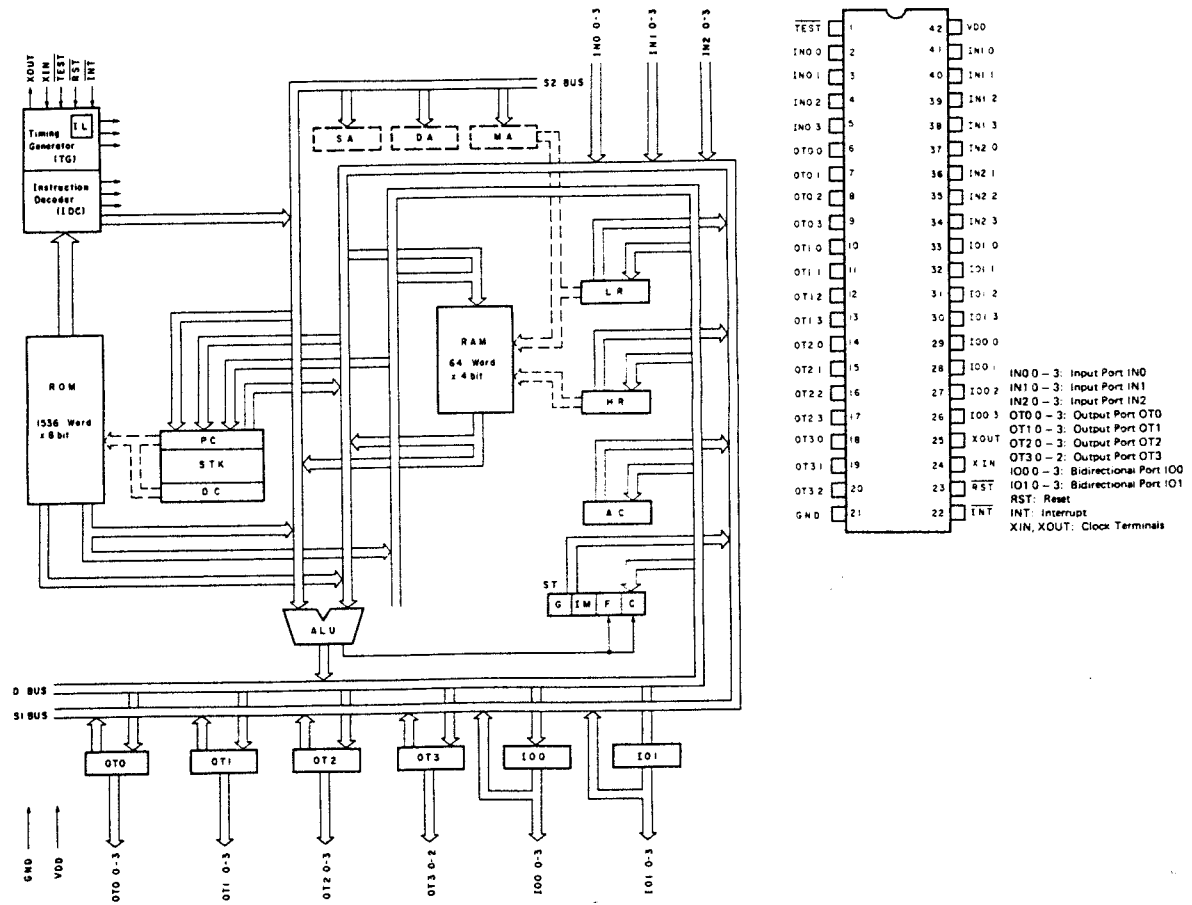 XOUT
XIN
TEST
RST
INT
Timing
Generator
(TG)
IL
Instruction
Decoder
(IDC)
IN0 0-3
IN1 0-3
IN2 0-3
S2 BUS
SA
DA
MA
LR
RAM
64 Word
x 4 bit
HR
ROM
1536 Word
x 8 bit
PC
STK
DC
AC
ST
G IM F C
ALU
D BUS
S1 BUS
OT0
OT1
OT2
OT3
IO0
IO1
GND
VDD
OT0 0-3
OT1 0-3
OT2 0-3
OT3 0-2
IO0 0-3
IO1 0-3
TEST 1 42 VDD
IN0 0 2 41 IN1 0
IN0 1 3 40 IN1 1
IN0 2 4 39 IN1 2
IN0 3 5 38 IN1 3
OT0 0 6 37 IN2 0
OT0 1 7 36 IN2 1
OT0 2 8 35 IN2 2
OT0 3 9 34 IN2 3
OT1 0 10 33 IO1 0
OT1 1 11 32 IO1 1
OT1 2 12 31 IO1 2
OT1 3 13 30 IO1 3
OT2 0 14 29 IO0 0
OT2 1 15 28 IO0 1
OT2 2 16 27 IO0 2
OT2 3 17 26 IO0 3
OT3 0 18 25 XOUT
OT3 1 19 24 XIN
OT3 2 20 23 RST
GND 21 22 INT
IN0 0 – 3: Input Port IN0
IN1 0 – 3: Input Port IN1
IN2 0 – 3: Input Port IN2
OT0 0 – 3: Output Port OT0
OT1 0 – 3: Output Port OT1
OT2 0 – 3: Output Port OT2
OT3 0 – 2: Output Port OT3
IO0 0 – 3: Bidirectional Port IO0
IO1 0 – 3: Bidirectional Port IO1
RST: Reset
INT: Interrupt
XIN, XOUT: Clock Terminals